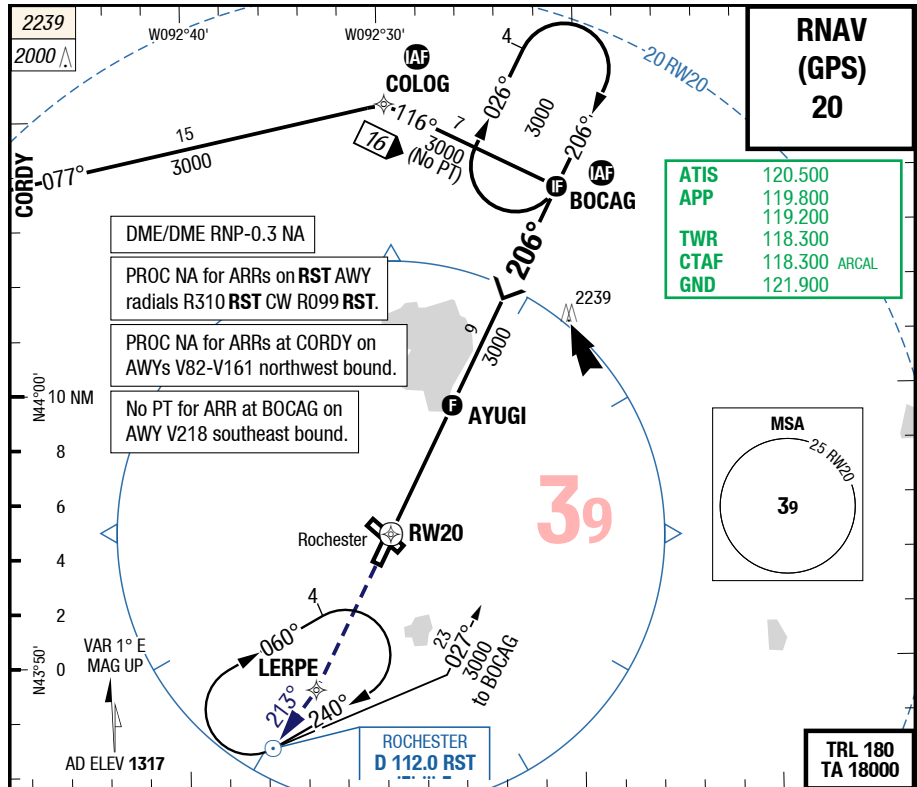 2239
2000
W092°40'
W092°30'
IAF
COLOG
4
026°
3000
206°
20 RW20
RNAV
(GPS)
20
116°
7
3000
(No PT)
16
15
3000
077°
CORDY
IF
IAF
BOCAG
ATIS 120.500
APP 119.800
119.200
TWR 118.300
CTAF 118.300 ARCAL
GND 121.900
206°
DME/DME RNP-0.3 NA
PROC NA for ARRs on RST AWY
radials R310 RST CW R099 RST.
PROC NA for ARRs at CORDY on
AWYs V82-V161 northwest bound.
No PT for ARR at BOCAG on
AWY V218 southeast bound.
2239
9
3000
F
AYUGI
N44°00'
10 NM
8
6
4
2
0
N43°50'
MSA
25 RW20
39
39
Rochester
RW20
4
060°
LERPE
213°
240°
23
027°
3000
to BOCAG
VAR 1° E
MAG UP
AD ELEV 1317
ROCHESTER
D 112.0 RST
TRL 180
TA 18000